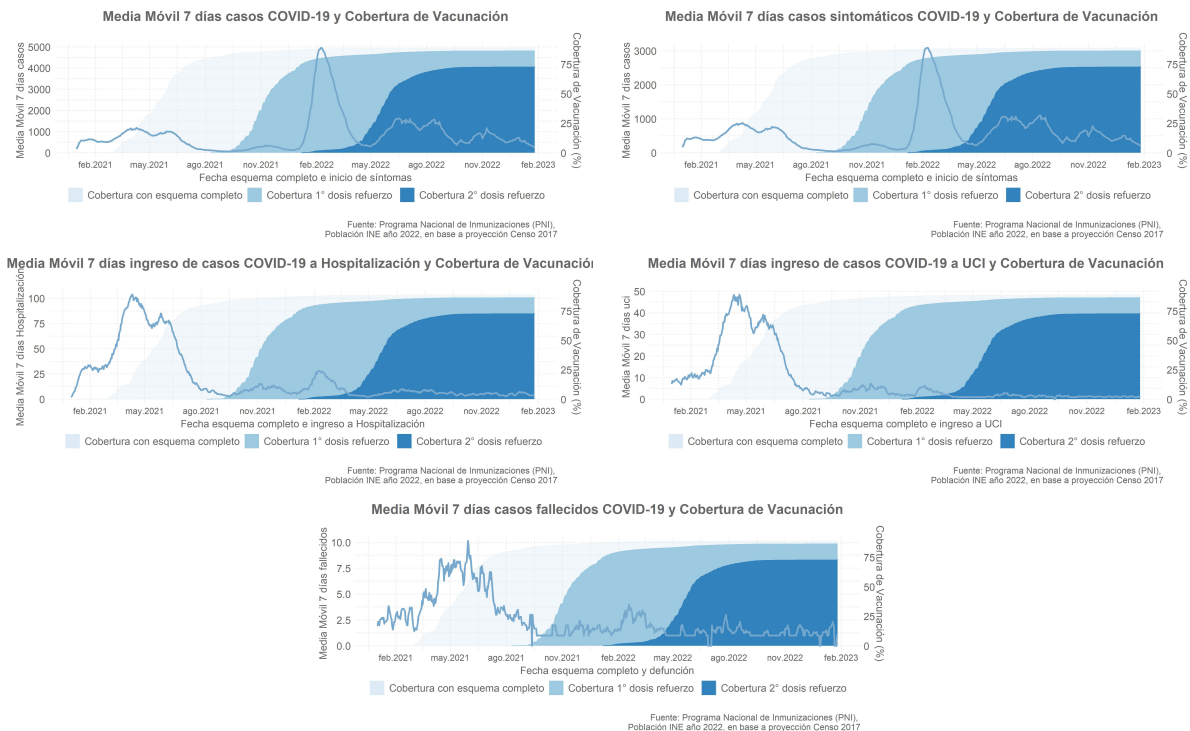 Media Móvil 7 días casos COVID-19 y Cobertura de Vacunación
Media Móvil 7 días casos
5000
4000
3000
2000
1000
0
Cobertura de Vacunación (%)
75
50
25
0
feb.2021 may.2021 ago.2021 nov.2021 feb.2022 may.2022 ago.2022 nov.2022 feb.2023
Fecha esquema completo e inicio de síntomas
Cobertura con esquema completo Cobertura 1° dosis refuerzo Cobertura 2° dosis refuerzo
Fuente: Programa Nacional de Inmunizaciones (PNI),
Población INE año 2022, en base a proyección Censo 2017
Media Móvil 7 días casos sintomáticos COVID-19 y Cobertura de Vacunación
Media Móvil 7 días casos
3000
2000
1000
0
Cobertura de Vacunación (%)
75
50
25
0
feb.2021 may.2021 ago.2021 nov.2021 feb.2022 may.2022 ago.2022 nov.2022 feb.2023
Fecha esquema completo e inicio de síntomas
Cobertura con esquema completo Cobertura 1° dosis refuerzo Cobertura 2° dosis refuerzo
Fuente: Programa Nacional de Inmunizaciones (PNI),
Población INE año 2022, en base a proyección Censo 2017
Media Móvil 7 días ingreso de casos COVID-19 a Hospitalización y Cobertura de Vacunación
Media Móvil 7 días Hospitalización
100
75
50
25
0
Cobertura de Vacunación (%)
75
50
25
0
feb.2021 may.2021 ago.2021 nov.2021 feb.2022 may.2022 ago.2022 nov.2022 feb.2023
Fecha esquema completo e ingreso a Hospitalización
Cobertura con esquema completo Cobertura 1° dosis refuerzo Cobertura 2° dosis refuerzo
Fuente: Programa Nacional de Inmunizaciones (PNI),
Población INE año 2022, en base a proyección Censo 2017
Media Móvil 7 días ingreso de casos COVID-19 a UCI y Cobertura de Vacunación
Media Móvil 7 días uci
50
40
30
20
10
0
Cobertura de Vacunación (%)
75
50
25
0
feb.2021 may.2021 ago.2021 nov.2021 feb.2022 may.2022 ago.2022 nov.2022 feb.2023
Fecha esquema completo e ingreso a UCI
Cobertura con esquema completo Cobertura 1° dosis refuerzo Cobertura 2° dosis refuerzo
Fuente: Programa Nacional de Inmunizaciones (PNI),
Población INE año 2022, en base a proyección Censo 2017
Media Móvil 7 días casos fallecidos COVID-19 y Cobertura de Vacunación
Media Móvil 7 días fallecidos
10.0
7.5
5.0
2.5
0.0
Cobertura de Vacunación (%)
75
50
25
0
feb.2021 may.2021 ago.2021 nov.2021 feb.2022 may.2022 ago.2022 nov.2022 feb.2023
Fecha esquema completo y defunción
Cobertura con esquema completo Cobertura 1° dosis refuerzo Cobertura 2° dosis refuerzo
Fuente: Programa Nacional de Inmunizaciones (PNI),
Población INE año 2022, en base a proyección Censo 2017